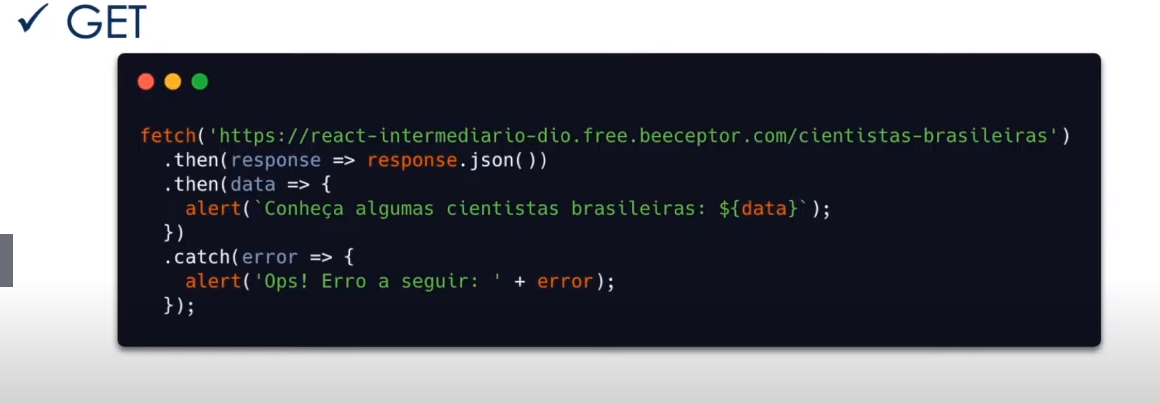 ✓ GET
fetch('https://react-intermediario-dio.free.beeceptor.com/cientistas-brasileiras')
  .then(response => response.json())
  .then(data => {
    alert(`Conheça algumas cientistas brasileiras: ${data}`);
  })
  .catch(error => {
    alert('Ops! Erro a seguir: ' + error);
  });